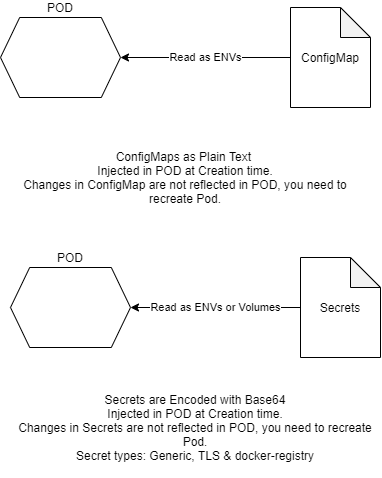 POD
Read as ENVs
ConfigMap
ConfigMaps as Plain Text
Injected in POD at Creation time.
Changes in ConfigMap are not reflected in POD, you need to
recreate Pod.
POD
Read as ENVs or Volumes
Secrets
Secrets are Encoded with Base64
Injected in POD at Creation time.
Changes in Secrets are not reflected in POD, you need to recreate
Pod.
Secret types: Generic, TLS & docker-registry